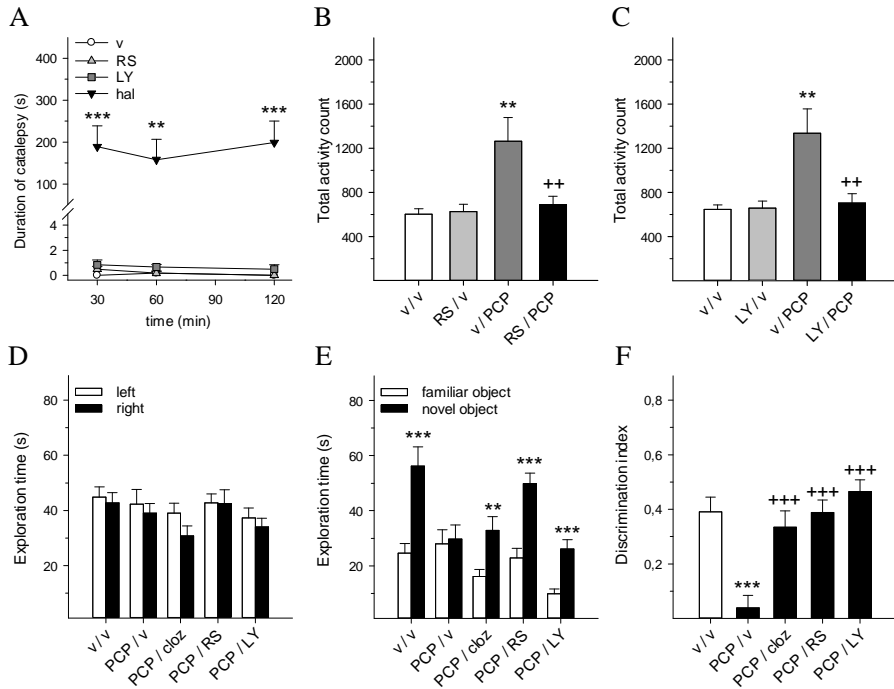 A
v
RS
LY
hal
Duration of catalepsy (s)
400
300
200
100
4
2
0
***
**
***
30
60
90
120
time (min)
B
Total activity count
2000
1600
1200
800
400
**
++
v / v
RS / v
v / PCP
RS / PCP
C
Total activity count
2000
1600
1200
800
400
**
++
v / v
LY / v
v / PCP
LY / PCP
D
left
right
Exploration time (s)
80
60
40
20
v / v
PCP / v
PCP / cloz
PCP / RS
PCP / LY
E
familiar object
novel object
Exploration time (s)
80
60
40
20
***
**
***
***
v / v
PCP / v
PCP / cloz
PCP / RS
PCP / LY
F
Discrimination index
0,8
0,6
0,4
0,2
***
+++
+++
+++
v / v
PCP / v
PCP / cloz
PCP / RS
PCP / LY